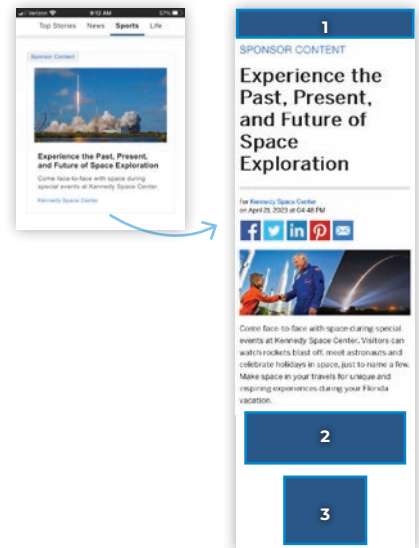 Verizon
9:12 AM
57%
Top Stories News Sports Life
Sponsor Content
Experience the Past, Present,
and Future of Space Exploration
Come face-to-face with space during
special events at Kennedy Space Center.
Kennedy Space Center
1
SPONSOR CONTENT
Experience the
Past, Present,
and Future of
Space
Exploration
for Kennedy Space Center
on April 21, 2023 at 04:48 PM
Come face-to-face with space during special
events at Kennedy Space Center. Visitors can
watch rockets blast off, meet astronauts and
celebrate holidays in space, just to name a few.
Make space in your travels for unique and
inspiring experiences during your Florida
vacation.
2
3